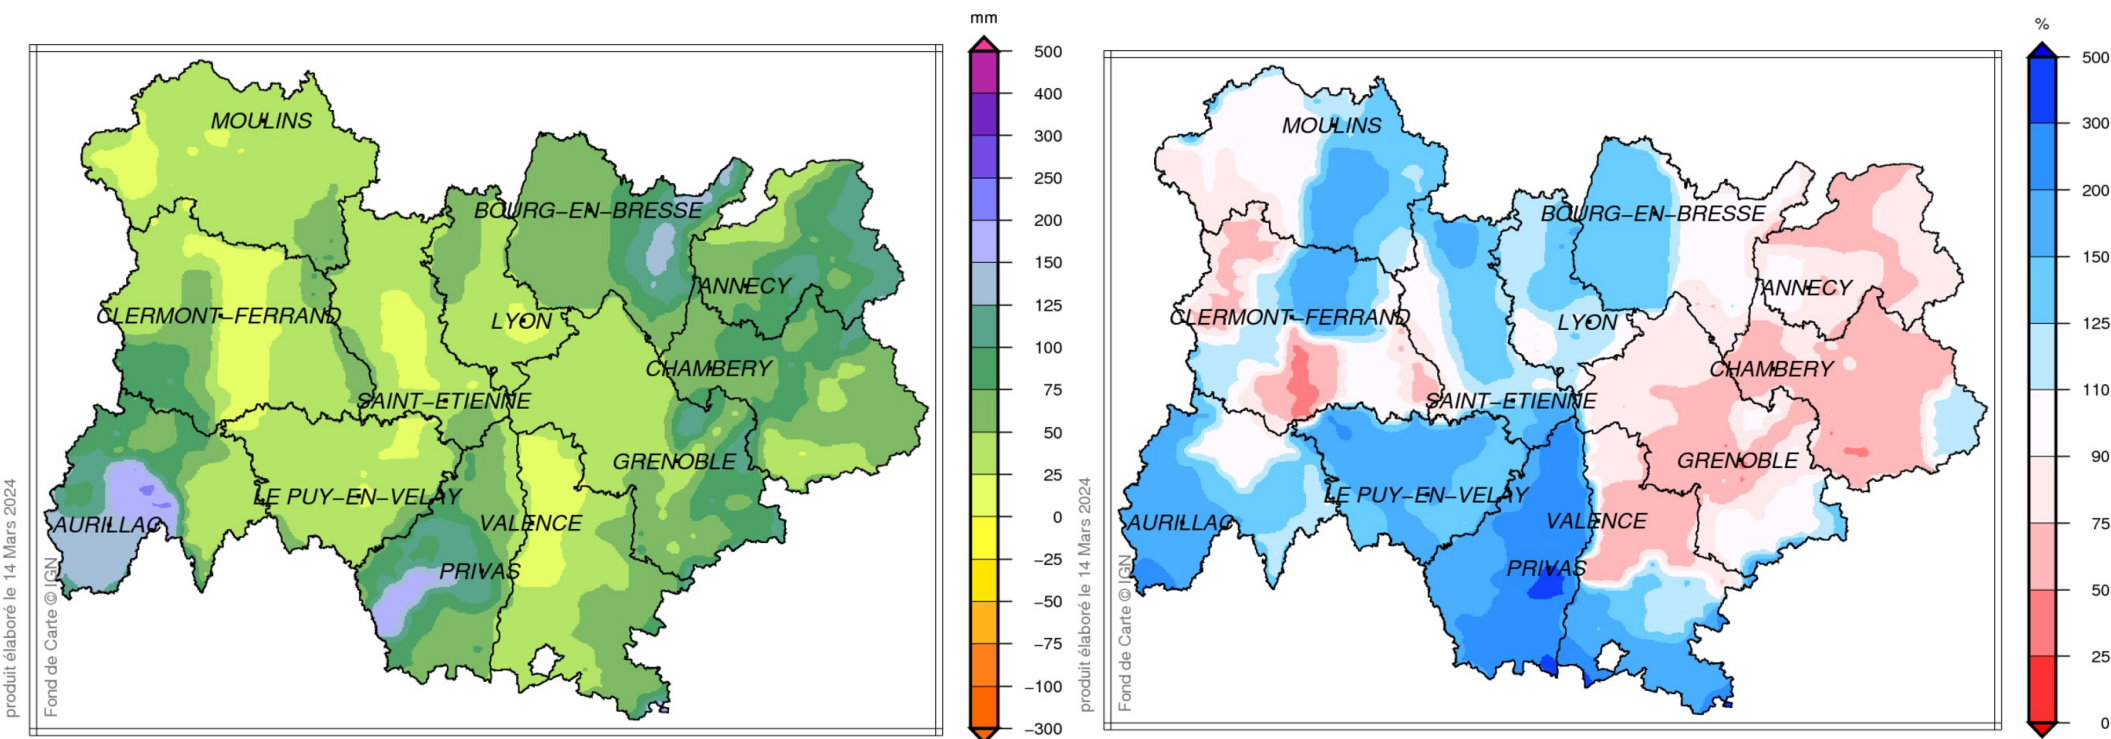 mm
500
400
300
250
200
150
125
100
75
50
25
0
−25
−50
−75
−100
−300
MOULINS
BOURG−EN−BRESSE
ANNECY
CLERMONT−FERRAND
LYON
CHAMBERY
SAINT−ETIENNE
GRENOBLE
LE PUY−EN−VELAY
VALENCE
AURILLAC
PRIVAS
produit élaboré le 14 Mars 2024
Fond de Carte © IGN
%
500
300
200
150
125
110
90
75
50
25
0
MOULINS
BOURG−EN−BRESSE
ANNECY
CLERMONT−FERRAND
LYON
CHAMBERY
SAINT−ETIENNE
GRENOBLE
LE PUY−EN−VELAY
VALENCE
AURILLAC
PRIVAS
produit élaboré le 14 Mars 2024
Fond de Carte © IGN